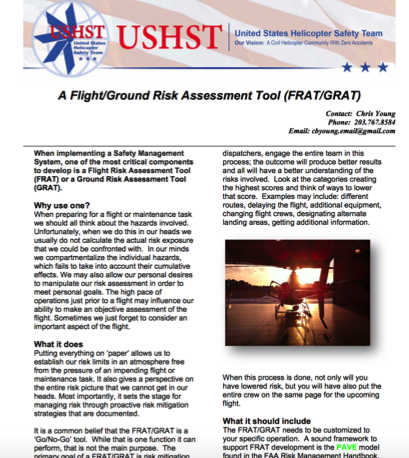 USHST
United States
Helicopter
Safety Team
USHST
United States Helicopter Safety Team
Our Vision: A Civil Helicopter Community With Zero Accidents
A Flight/Ground Risk Assessment Tool (FRAT/GRAT)
Contact: Chris Young
Phone: 203.767.8584
Email: cbyoung.email@gmail.com
When implementing a Safety Management
System, one of the most critical components
to develop is a Flight Risk Assessment Tool
(FRAT) or a Ground Risk Assessment Tool
(GRAT).
Why use one?
When preparing for a flight or maintenance task
we should all think about the hazards involved.
Unfortunately, when we do this in our heads we
usually do not calculate the actual risk exposure
that we could be confronted with. In our minds
we compartmentalize the individual hazards,
which fails to take into account their cumulative
effects. We may also allow our personal desires
to manipulate our risk assessment in order to
meet personal goals. The high pace of
operations just prior to a flight may influence our
ability to make an objective assessment of the
flight. Sometimes we just forget to consider an
important aspect of the flight.
What it does
Putting everything on 'paper' allows us to
establish our risk limits in an atmosphere free
from the pressure of an impending flight or
maintenance task. It also gives a perspective on
the entire risk picture that we cannot get in our
heads. Most importantly, it sets the stage for
managing risk through proactive risk mitigation
strategies that are documented.
It is a common belief that the FRAT/GRAT is a
'Go/No-Go' tool. While that is one function it can
perform, that is not the main purpose. The
primary goal of a FRAT/GRAT is risk mitigation
dispatchers, engage the entire team in this
process; the outcome will produce better results
and all will have a better understanding of the
risks involved. Look at the categories creating
the highest scores and think of ways to lower
that score. Examples may include: different
routes, delaying the flight, additional equipment,
changing flight crews, designating alternate
landing areas, getting additional information.
When this process is done, not only will you
have lowered risk, but you will have also put the
entire crew on the same page for the upcoming
flight.
What it should include
The FRAT/GRAT needs to be customized to
your specific operation. A sound framework to
support FRAT development is the PAVE model
found in the FAA Risk Management Handbook.